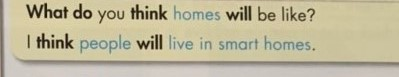 What do you think homes will be like?
I think people will live in smart homes.